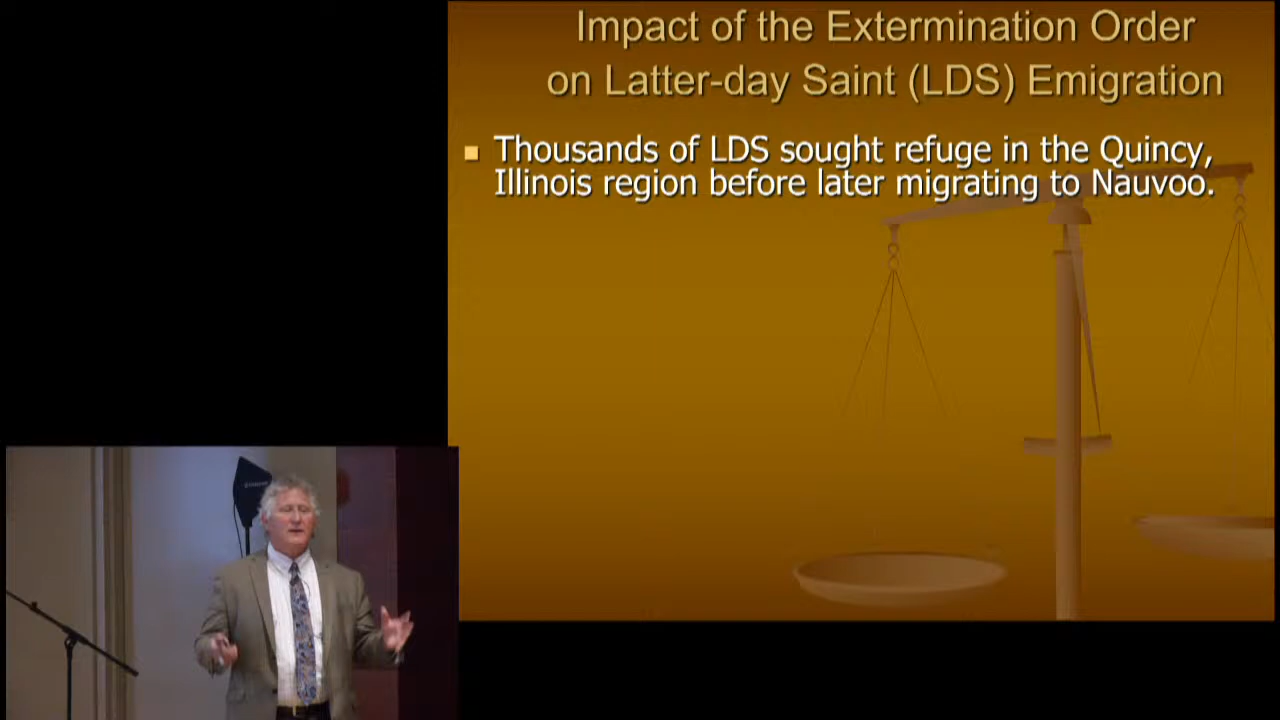 Impact of the Extermination Order
on Latter-day Saint (LDS) Emigration
Thousands of LDS sought refuge in the Quincy,
Illinois region before later migrating to Nauvoo.